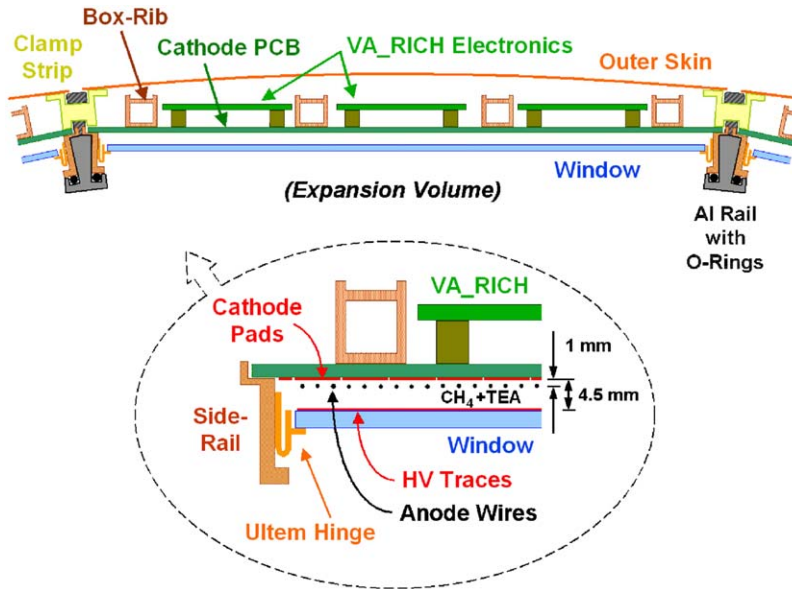 Box-Rib
Clamp
Strip
Cathode PCB
VA_RICH Electronics
Outer Skin
Window
(Expansion Volume)
Al Rail
with
O-Rings
VA_RICH
Cathode
Pads
1 mm
CH₄+TEA
4.5 mm
Side-
Rail
Window
HV Traces
Anode Wires
Ultem Hinge